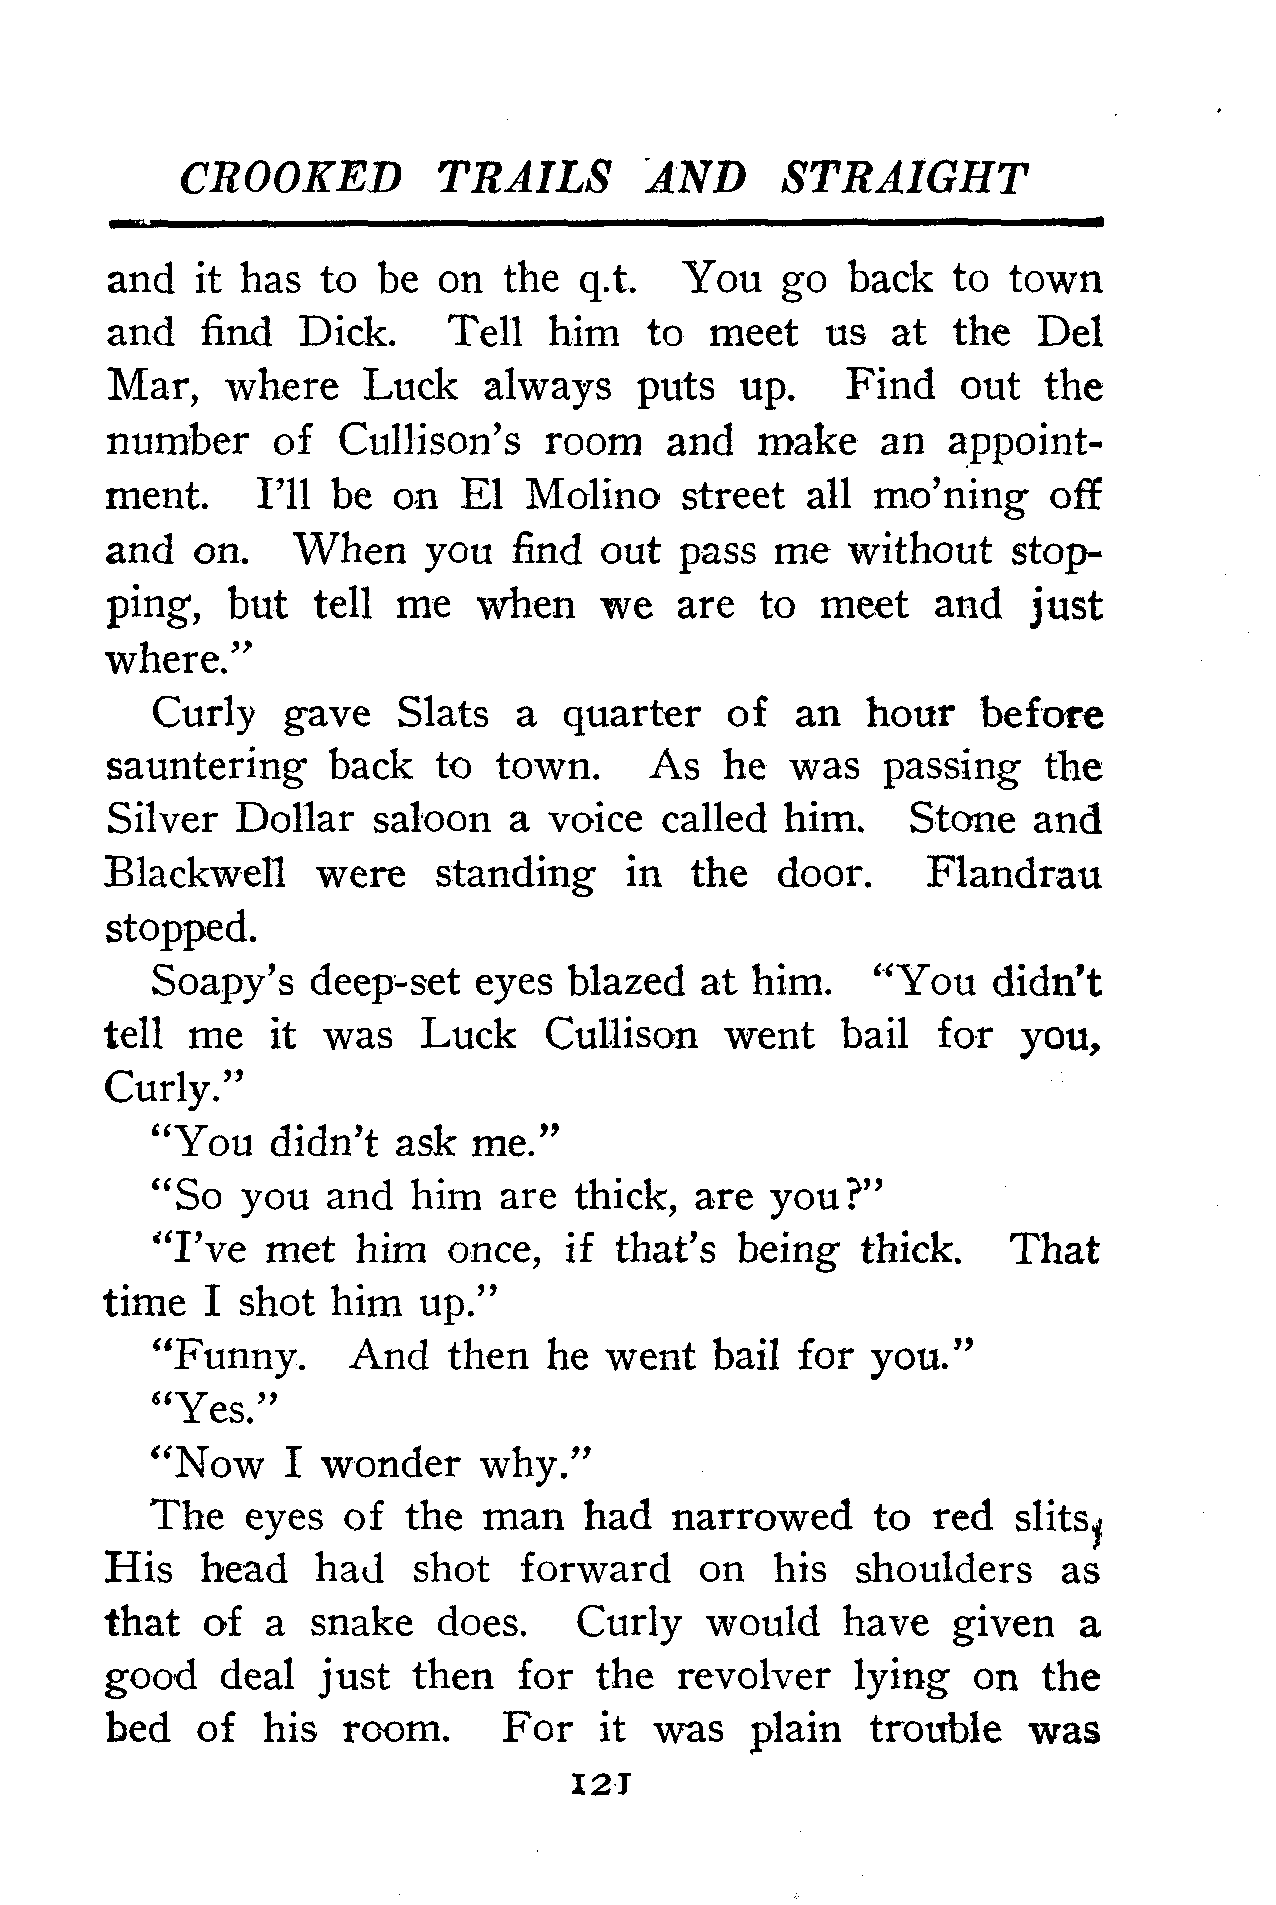 CROOKED TRAILS AND STRAIGHT
and it has to be on the q.t. You go back to town
and find Dick. Tell him to meet us at the Del
Mar, where Luck always puts up. Find out the
number of Cullison's room and make an appoint-
ment. I'll be on El Molino street all mo'ning off
and on. When you find out pass me without stop-
ping, but tell me when we are to meet and just
where."
Curly gave Slats a quarter of an hour before
sauntering back to town. As he was passing the
Silver Dollar saloon a voice called him. Stone and
Blackwell were standing in the door. Flandrau
stopped.
Soapy's deep-set eyes blazed at him. "You didn't
tell me it was Luck Cullison went bail for you,
Curly."
"You didn't ask me."
"So you and him are thick, are you?"
"I've met him once, if that's being thick. That
time I shot him up."
"Funny. And then he went bail for you."
"Yes."
"Now I wonder why."
The eyes of the man had narrowed to red slits,
His head had shot forward on his shoulders as
that of a snake does. Curly would have given a
good deal just then for the revolver lying on the
bed of his room. For it was plain trouble was
121